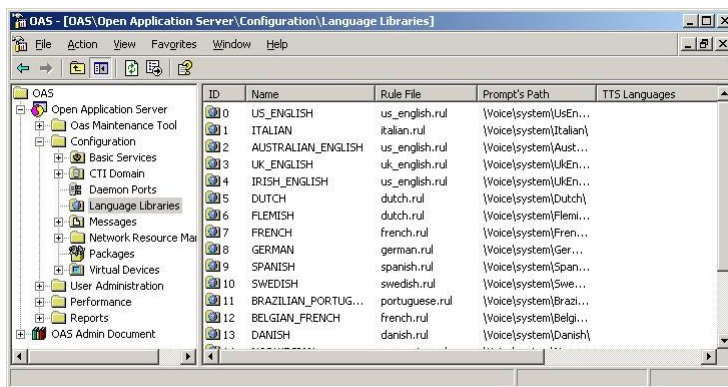 OAS - [OAS\Open Application Server\Configuration\Language Libraries]
File Action View Favorites Window Help
OAS
Open Application Server
Oas Maintenance Tool
Configuration
Basic Services
CTI Domain
Daemon Ports
Language Libraries
Messages
Network Resource Mai
Packages
Virtual Devices
User Administration
Performance
Reports
OAS Admin Document
ID Name Rule File Prompt's Path TTS Languages
0 US_ENGLISH us_english.rul \Voice\system\UsEn...
1 ITALIAN italian.rul \Voice\system\Italian\
2 AUSTRALIAN_ENGLISH us_english.rul \Voice\system\Aust...
3 UK_ENGLISH uk_english.rul \Voice\system\UkEn...
4 IRISH_ENGLISH us_english.rul \Voice\system\UkEn...
5 DUTCH dutch.rul \Voice\system\Dutch\
6 FLEMISH dutch.rul \Voice\system\Flemi...
7 FRENCH french.rul \Voice\system\Fren...
8 GERMAN german.rul \Voice\system\Ger...
9 SPANISH spanish.rul \Voice\system\Span...
10 SWEDISH swedish.rul \Voice\system\Swe...
11 BRAZILIAN_PORTUG... portuguese.rul \Voice\system\Brazi...
12 BELGIAN_FRENCH french.rul \Voice\system\Belgi...
13 DANISH danish.rul \Voice\system\Danish\